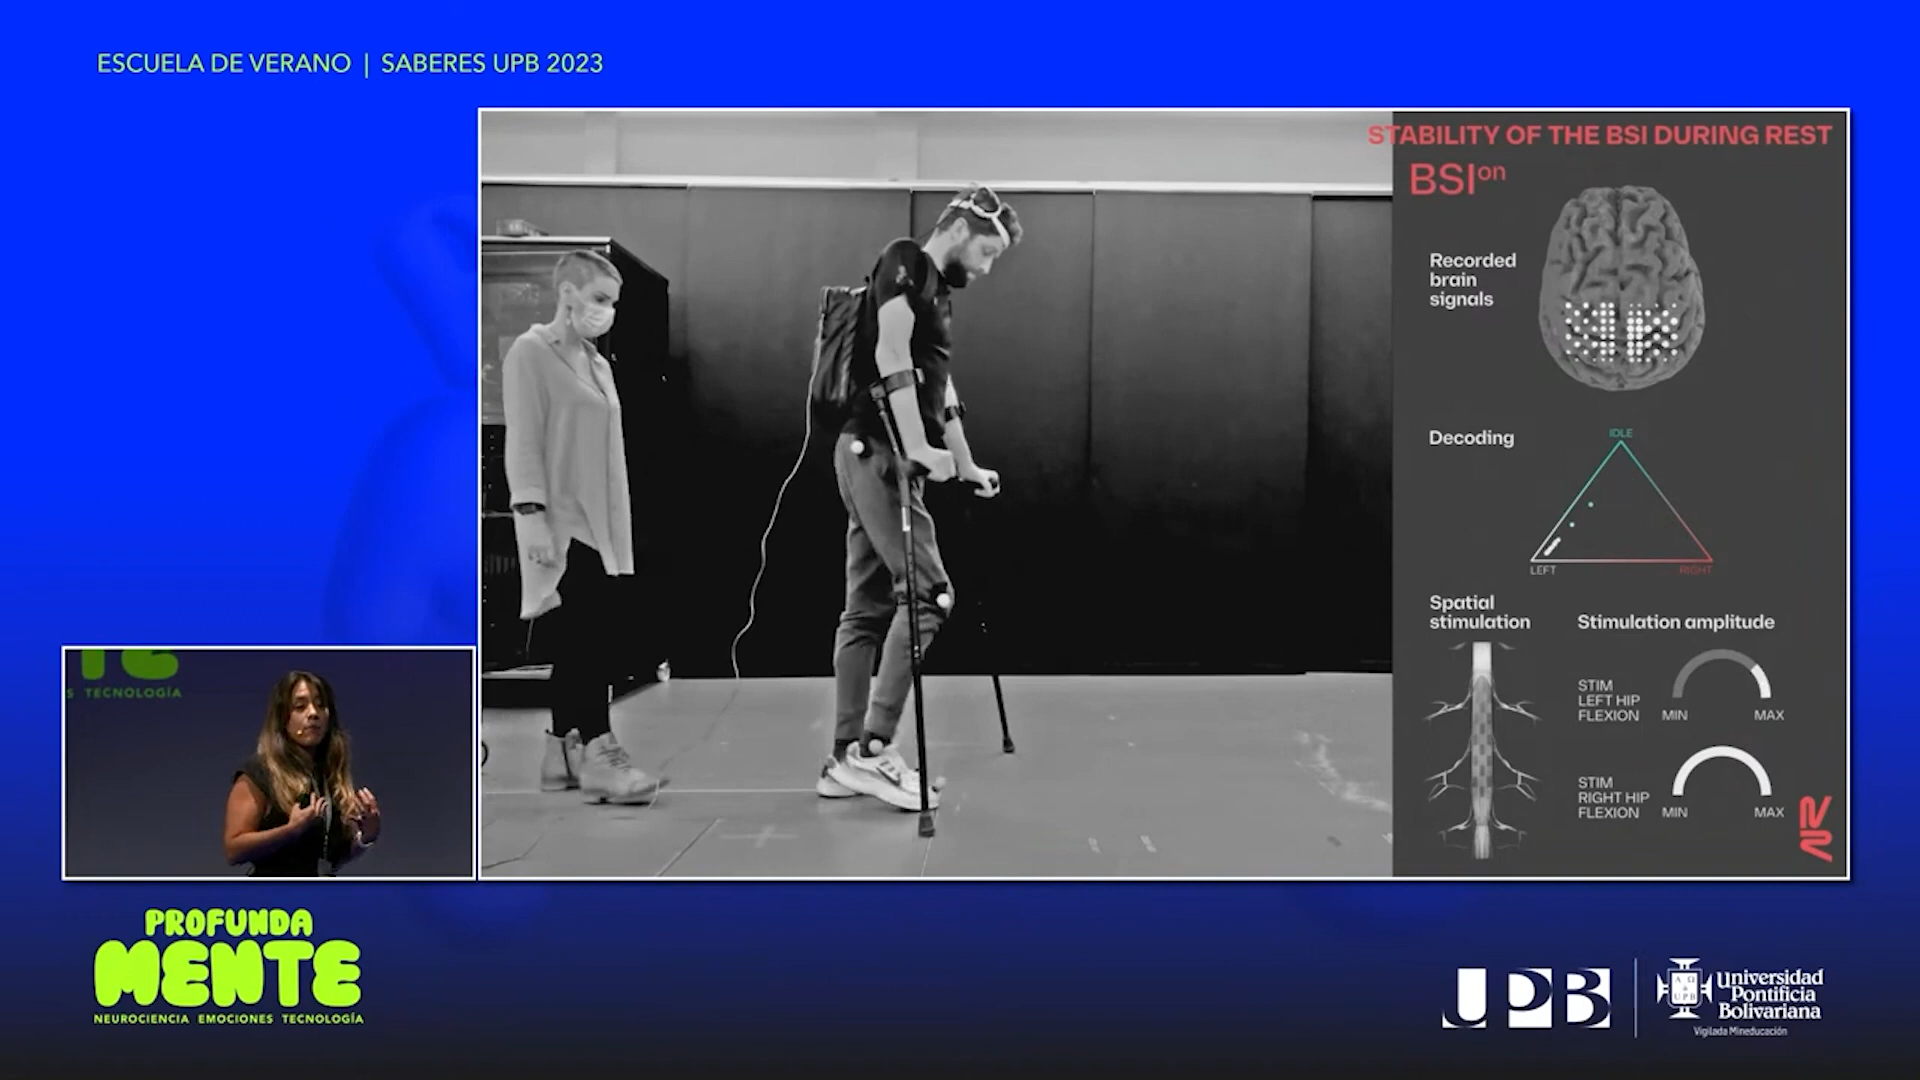 ESCUELA DE VERANO | SABERES UPB 2023
STABILITY OF THE BSI DURING REST
BSIon
Recorded
brain
signals
Decoding
IDLE
LEFT
RIGHT
Spatial
stimulation
Stimulation amplitude
STIM
LEFT HIP
FLEXION
MIN
MAX
STIM
RIGHT HIP
FLEXION
MIN
MAX
TE
S TECNOLOGÍA
PROFUNDA
MENTE
NEUROCIENCIA EMOCIONES TECNOLOGÍA
UPB
A Ω
&
UPB
Universidad
Pontificia
Bolivariana
Vigilada Mineducación